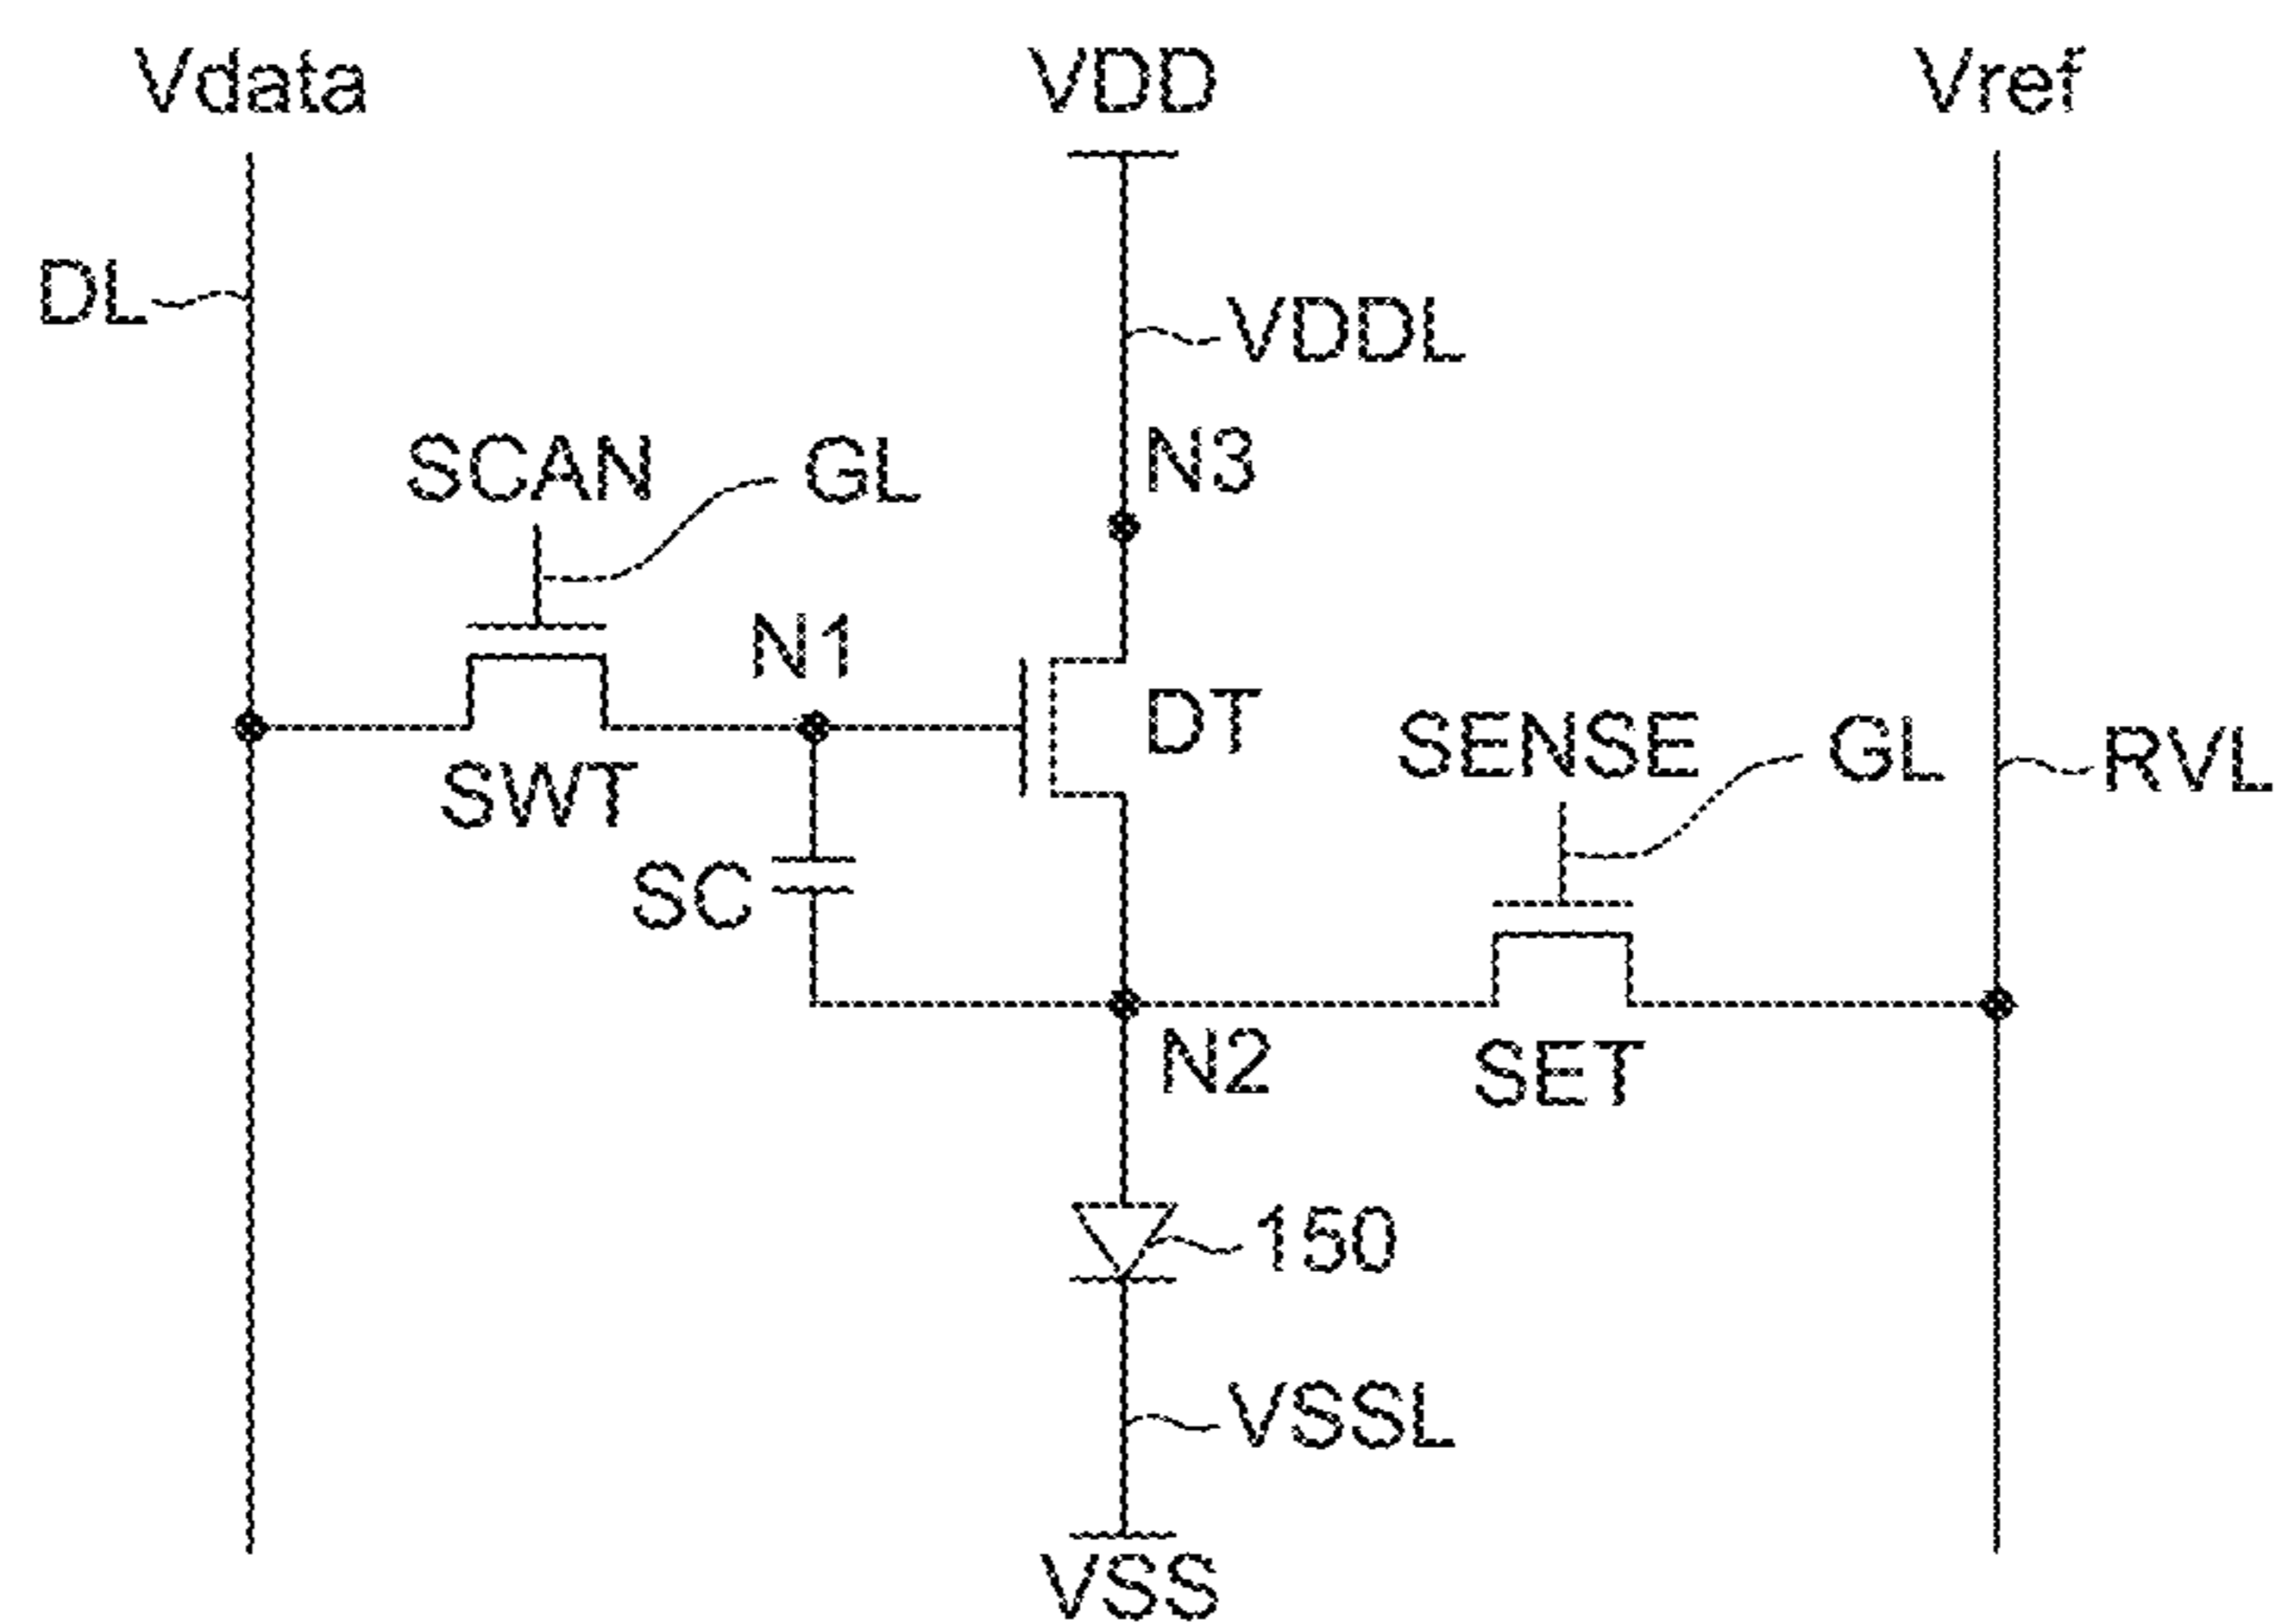 Vdata
VDD
Vref
DL
VDDL
N3
SCAN
GL
N1
DT
SENSE
GL
RVL
SWT
SC
N2
SET
150
VSSL
VSS